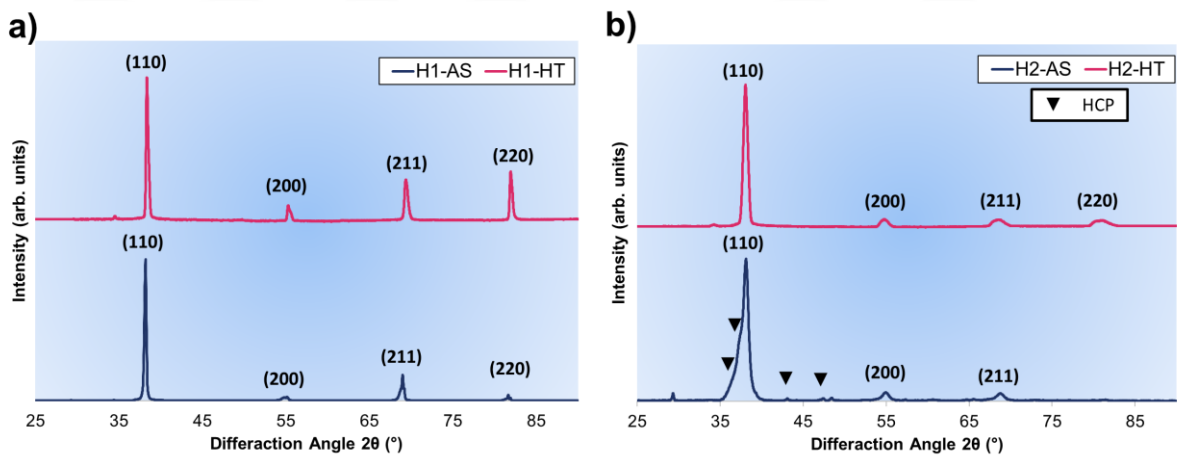 a)
H1-AS H1-HT
(110)
(200)
(211)
(220)
(110)
(200)
(211)
(220)
Intensity (arb. units)
25 35 45 55 65 75 85
Differaction Angle 2θ (°)
b)
H2-AS H2-HT
▼ HCP
(110)
(200)
(211)
(220)
(110)
(200)
(211)
Intensity (arb. units)
25 35 45 55 65 75 85
Differaction Angle 2θ (°)